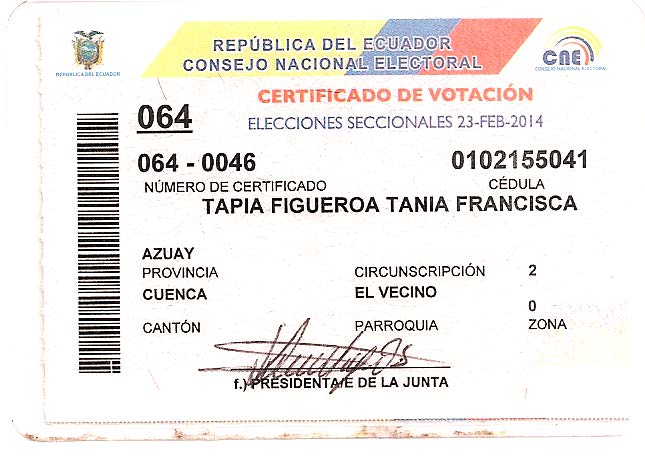 REPÚBLICA DEL ECUADOR
CONSEJO NACIONAL ELECTORAL
REPÚBLICA DEL ECUADOR
CNE
CONSEJO NACIONAL ELECTORAL
CERTIFICADO DE VOTACIÓN
064
ELECCIONES SECCIONALES 23-FEB-2014
064 - 0046 0102155041
NÚMERO DE CERTIFICADO CÉDULA
TAPIA FIGUEROA TANIA FRANCISCA
AZUAY
PROVINCIA CIRCUNSCRIPCIÓN 2
CUENCA EL VECINO
0
CANTÓN PARROQUIA ZONA
f.) PRESIDENTA/E DE LA JUNTA